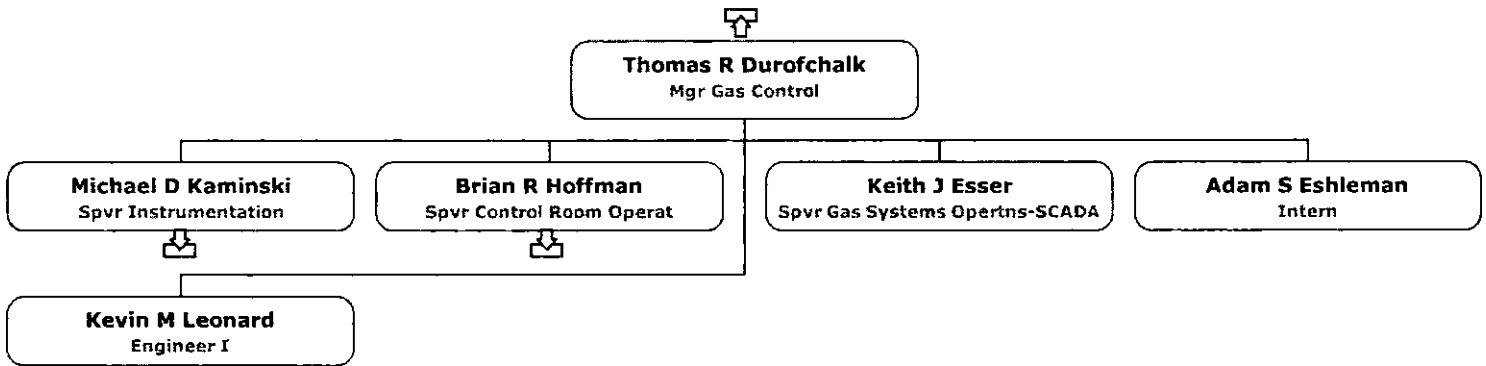 Thomas R Durofchalk
Mgr Gas Control
Michael D Kaminski
Spvr Instrumentation
Brian R Hoffman
Spvr Control Room Operat
Keith J Esser
Spvr Gas Systems Opertns-SCADA
Adam S Eshleman
Intern
Kevin M Leonard
Engineer I